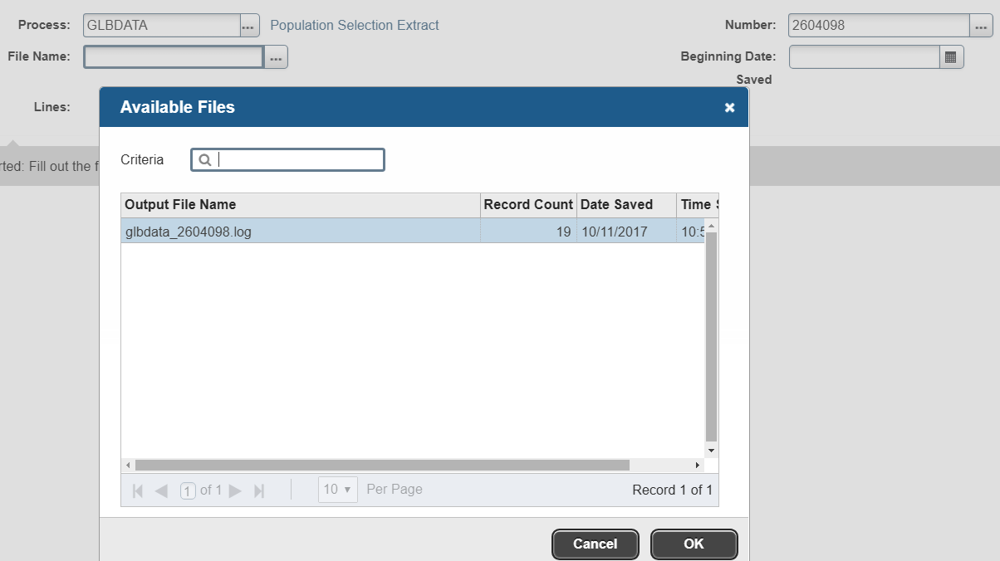 Process: GLBDATA ... Population Selection Extract Number: 2604098 ...
File Name: ... Beginning Date:
Saved
Lines:
Available Files
rted: Fill out the f
Criteria
Output File Name Record Count Date Saved Time
glbdata_2604098.log 19 10/11/2017 10:5
1 of 1 10 Per Page Record 1 of 1
Cancel OK